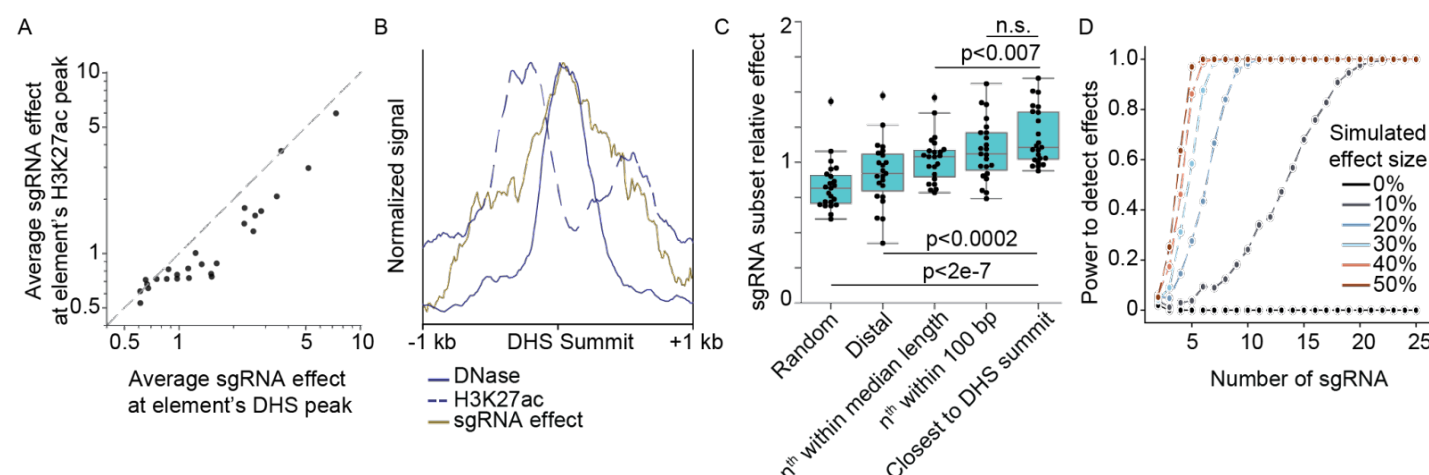 A
Average sgRNA effect
at element's H3K27ac peak
10
5
1
0.5
0.5 1 5 10
Average sgRNA effect
at element's DHS peak
B
Normalized signal
-1 kb DHS Summit +1 kb
DNase
H3K27ac
sgRNA effect
C
sgRNA subset relative effect
2
1
0
n.s.
p<0.007
p<0.0002
p<2e-7
Random
Distal
nth within median length
nth within 100 bp
Closest to DHS summit
D
Power to detect effects
1.0
0.8
0.6
0.4
0.2
0
5 10 15 20 25
Number of sgRNA
Simulated
effect size
0%
10%
20%
30%
40%
50%